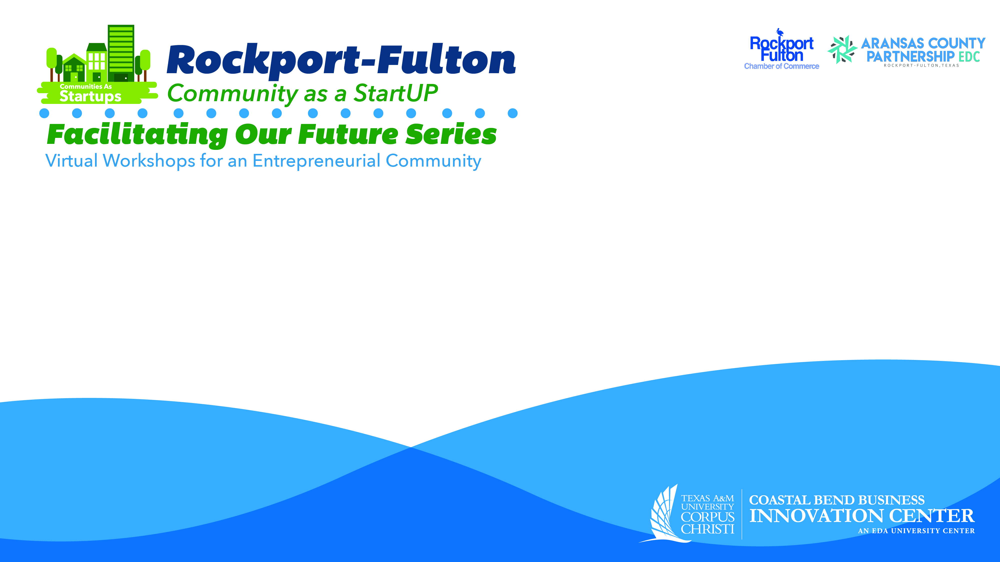 Communities As
Startups
Rockport-Fulton
Community as a StartUP
Facilitating Our Future Series
Virtual Workshops for an Entrepreneurial Community
Rockport
Fulton
Chamber of Commerce
ARANSAS COUNTY
PARTNERSHIP EDC
ROCKPORT-FULTON, TEXAS
TEXAS A&M
UNIVERSITY
CORPUS
CHRISTI
COASTAL BEND BUSINESS
INNOVATION CENTER
AN EDA UNIVERSITY CENTER